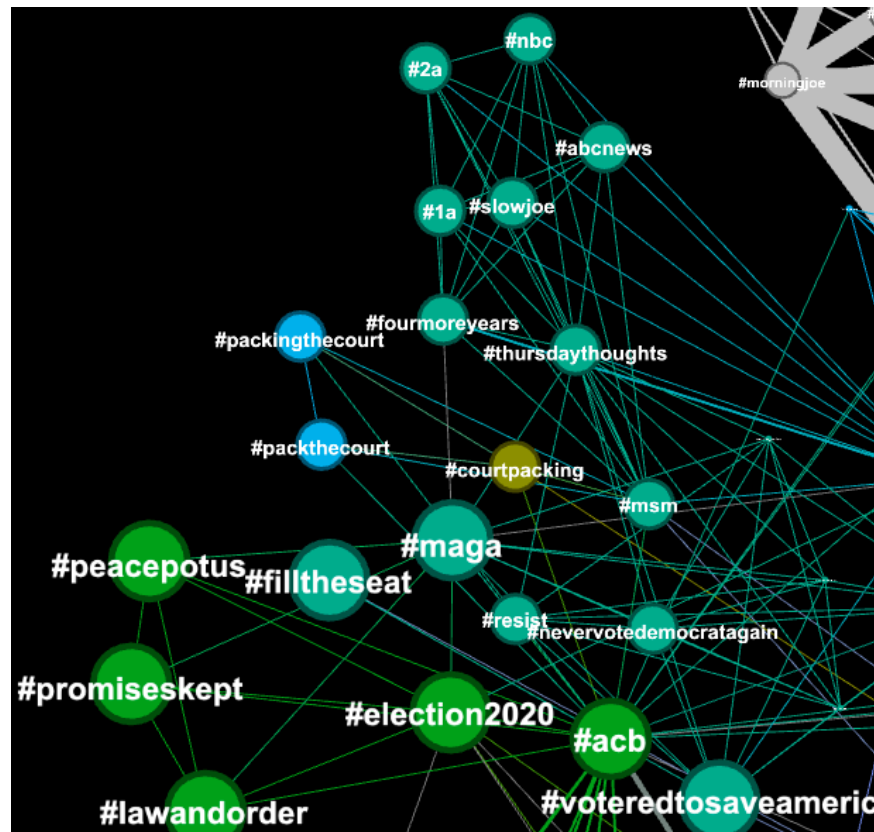 #nbc
#2a
#morningjoe
#abcnews
#1a
#slowjoe
#fourmoreyears
#packingthecourt
#thursdaythoughts
#packthecourt
#courtpacking
#msm
#maga
#peacepotus
#filltheseat
#resist
#nevervotedemocratagain
#promiseskept
#election2020
#acb
#lawandorder
#voteredtosaveameric